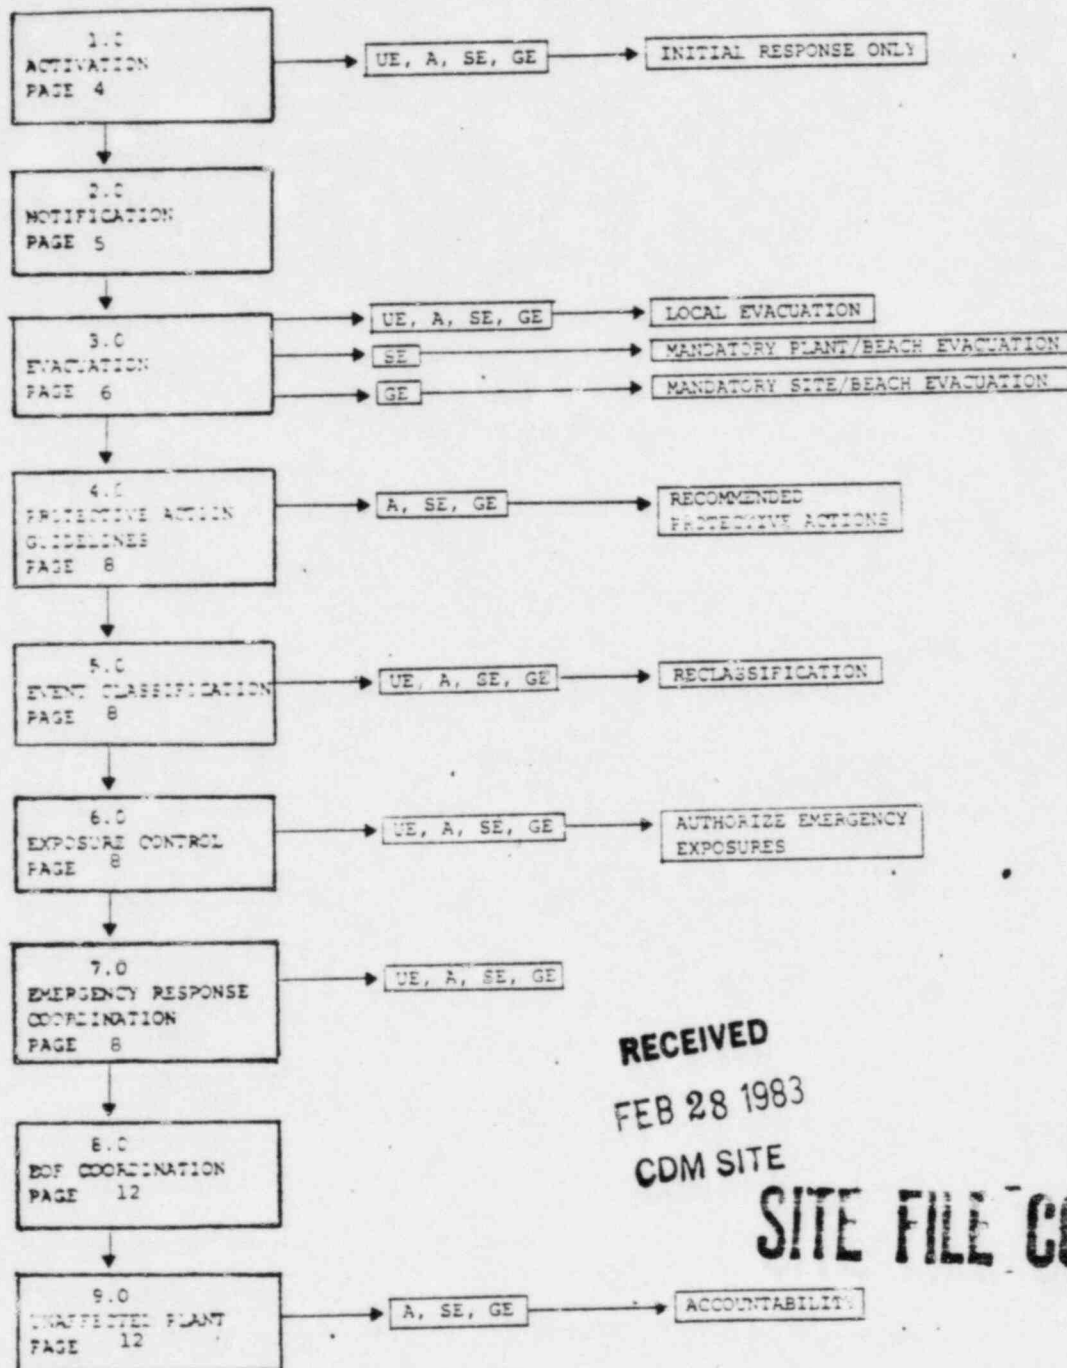 1.0
ACTIVATION
PAGE 4
UE, A, SE, GE
INITIAL RESPONSE ONLY
2.0
NOTIFICATION
PAGE 5
3.0
EVACUATION
PAGE 6
UE, A, SE, GE
LOCAL EVACUATION
SE
MANDATORY PLANT/BEACH EVACUATION
GE
MANDATORY SITE/BEACH EVACUATION
4.0
PROTECTIVE ACTION
GUIDELINES
PAGE 8
A, SE, GE
RECOMMENDED
PROTECTIVE ACTIONS
5.0
EVENT CLASSIFICATION
PAGE 8
UE, A, SE, GE
RECLASSIFICATION
6.0
EXPOSURE CONTROL
PAGE 8
UE, A, SE, GE
AUTHORIZE EMERGENCY
EXPOSURES
7.0
EMERGENCY RESPONSE
COORDINATION
PAGE 8
UE, A, SE, GE
8.0
EOF COORDINATION
PAGE 12
9.0
UNAFFECTED PLANT
PAGE 12
A, SE, GE
ACCOUNTABILITY
RECEIVED
FEB 28 1983
CDM SITE
SITE FILE